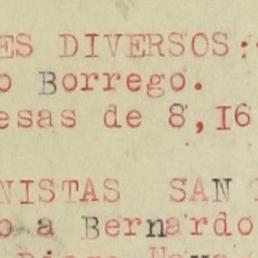 ES DIVERSOS:
o Borrego.
esas de 8,16
NISTAS SAN
o a Bernardo